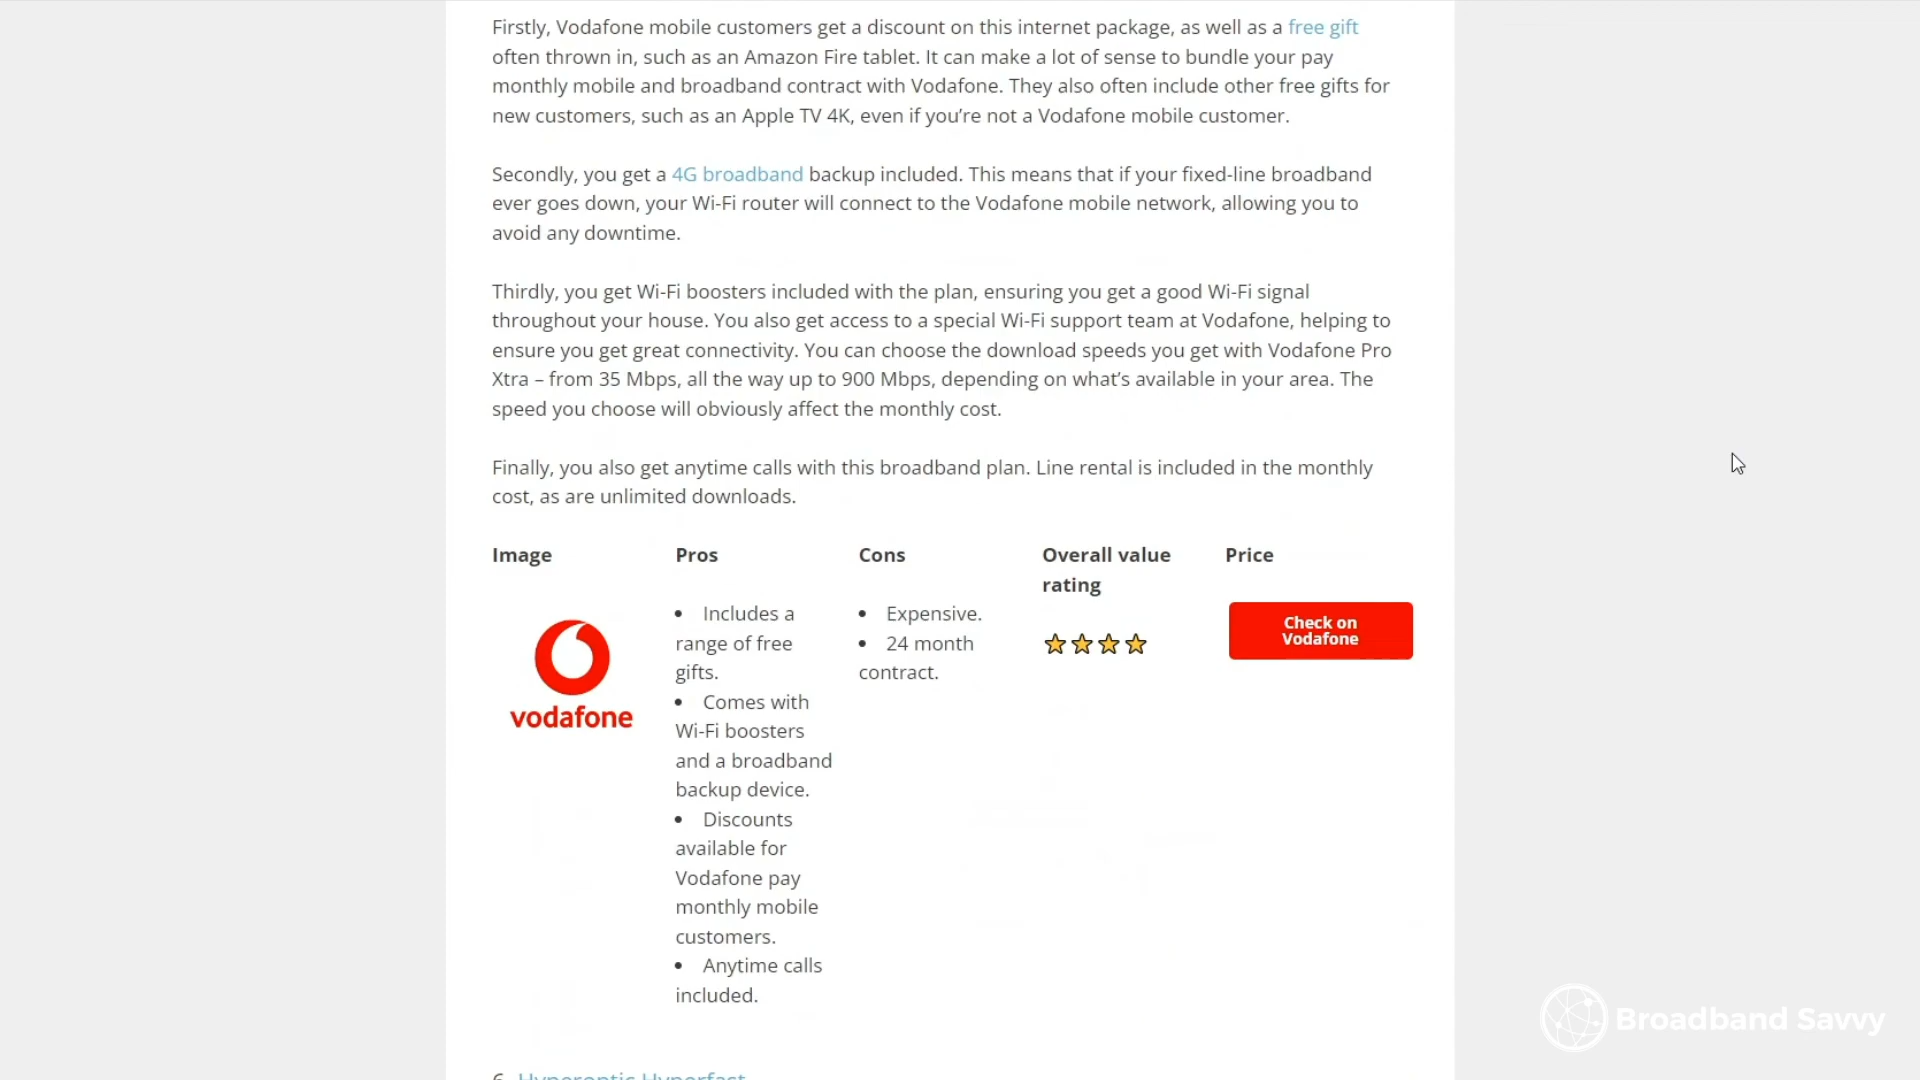 Firstly, Vodafone mobile customers get a discount on this internet package, as well as a free gift
often thrown in, such as an Amazon Fire tablet. It can make a lot of sense to bundle your pay
monthly mobile and broadband contract with Vodafone. They also often include other free gifts for
new customers, such as an Apple TV 4K, even if you’re not a Vodafone mobile customer.
Secondly, you get a 4G broadband backup included. This means that if your fixed-line broadband
ever goes down, your Wi-Fi router will connect to the Vodafone mobile network, allowing you to
avoid any downtime.
Thirdly, you get Wi-Fi boosters included with the plan, ensuring you get a good Wi-Fi signal
throughout your house. You also get access to a special Wi-Fi support team at Vodafone, helping to
ensure you get great connectivity. You can choose the download speeds you get with Vodafone Pro
Xtra – from 35 Mbps, all the way up to 900 Mbps, depending on what’s available in your area. The
speed you choose will obviously affect the monthly cost.
Finally, you also get anytime calls with this broadband plan. Line rental is included in the monthly
cost, as are unlimited downloads.
Image
vodafone
Pros
• Includes a
range of free
gifts.
• Comes with
Wi-Fi boosters
and a broadband
backup device.
• Discounts
available for
Vodafone pay
monthly mobile
customers.
• Anytime calls
included.
Cons
• Expensive.
• 24 month
contract.
Overall value
rating
Price
Check on
Vodafone
6. Hyperoptic Hyperfast
Broadband Savvy